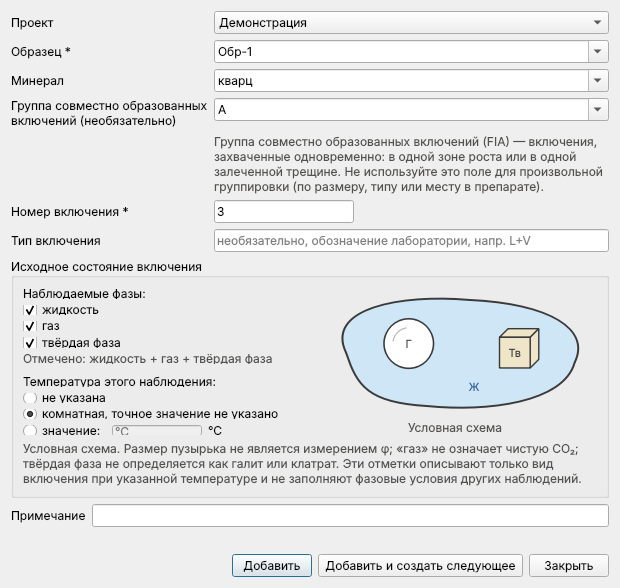 Проект
Демонстрация
Образец *
Обр-1
Минерал
кварц
Группа совместно образованных
включений (необязательно)
A
Группа совместно образованных включений (FIA) — включения,
захваченные одновременно: в одной зоне роста или в одной
залеченной трещине. Не используйте это поле для произвольной
группировки (по размеру, типу или месту в препарате).
Номер включения *
3
Тип включения
необязательно, обозначение лаборатории, напр. L+V
Исходное состояние включения
Наблюдаемые фазы:
жидкость
газ
твёрдая фаза
Отмечено: жидкость + газ + твёрдая фаза
Температура этого наблюдения:
не указана
комнатная, точное значение не указано
значение:
°C
°C
Г
Тв
Ж
Условная схема
Условная схема. Размер пузырька не является измерением φ; «газ» не означает чистую CO₂;
твёрдая фаза не определяется как галит или клатрат. Эти отметки описывают только вид
включения при указанной температуре и не заполняют фазовые условия других наблюдений.
Примечание
Добавить
Добавить и создать следующее
Закрыть